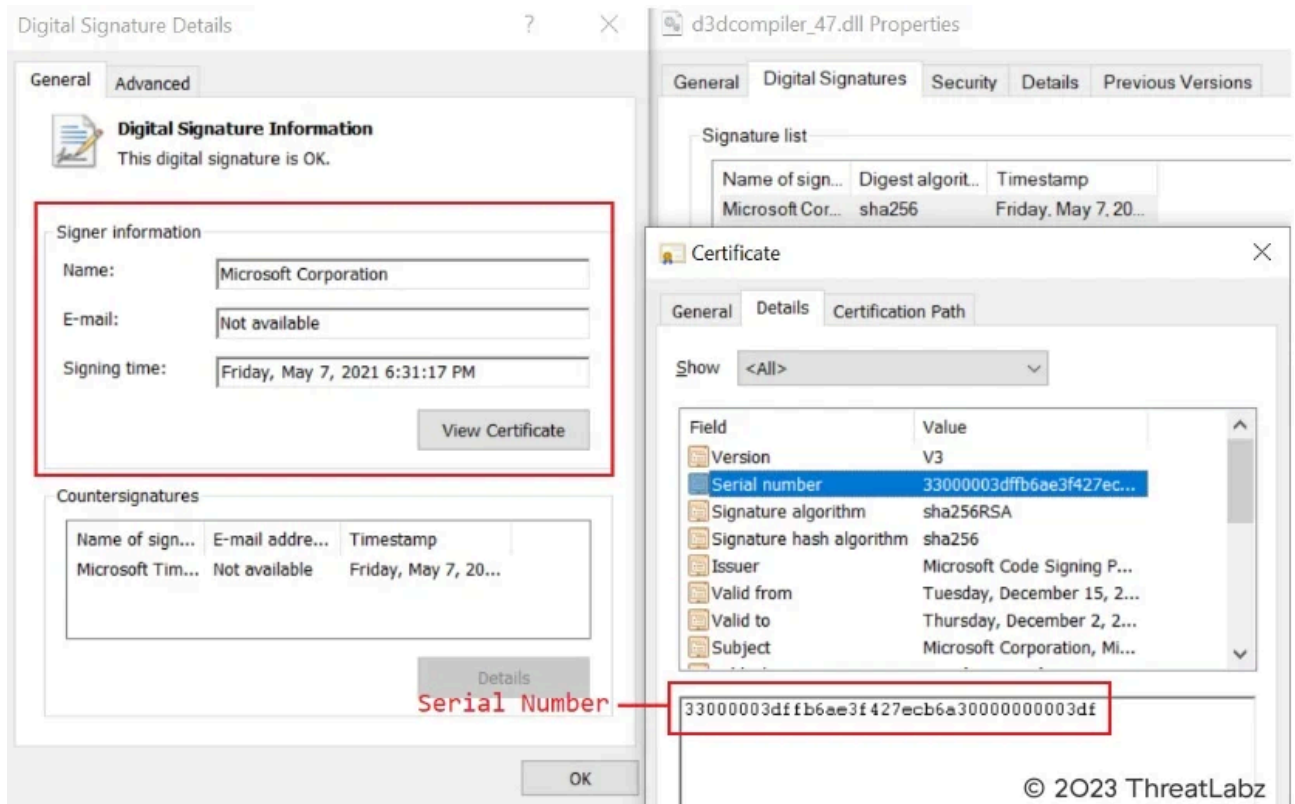 Digital Signature Details
?
General
Advanced
Digital Signature Information
This digital signature is OK.
Signer information
Name:
Microsoft Corporation
E-mail:
Not available
Signing time:
Friday, May 7, 2021 6:31:17 PM
View Certificate
Countersignatures
Name of sign... E-mail addre... Timestamp
Microsoft Tim... Not available Friday, May 7, 20...
Details
OK
d3dcompiler_47.dll Properties
General Digital Signatures Security Details Previous Versions
Signature list
Name of sign... Digest algorit... Timestamp
Microsoft Cor... sha256 Friday, May 7, 20...
Certificate
General Details Certification Path
Show <All>
Field Value
Version V3
Serial number 33000003dffb6ae3f427ec...
Signature algorithm sha256RSA
Signature hash algorithm sha256
Issuer Microsoft Code Signing P...
Valid from Tuesday, December 15, 2...
Valid to Thursday, December 2, 2...
Subject Microsoft Corporation, Mi...
Serial Number
33000003dffb6ae3f427ecb6a30000000003df
© 2023 ThreatLabz